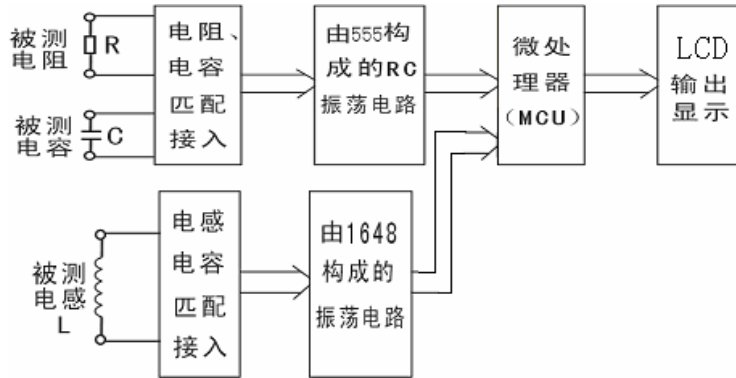 被测
电阻
R
电阻、
电容
匹配
接入
由555构
成的RC
振荡电路
微处
理器
(MCU)
LCD
输出
显示
被测
电容
C
被测
电感
L
电感
电容
匹配
接入
由1648
构成的
振荡电路